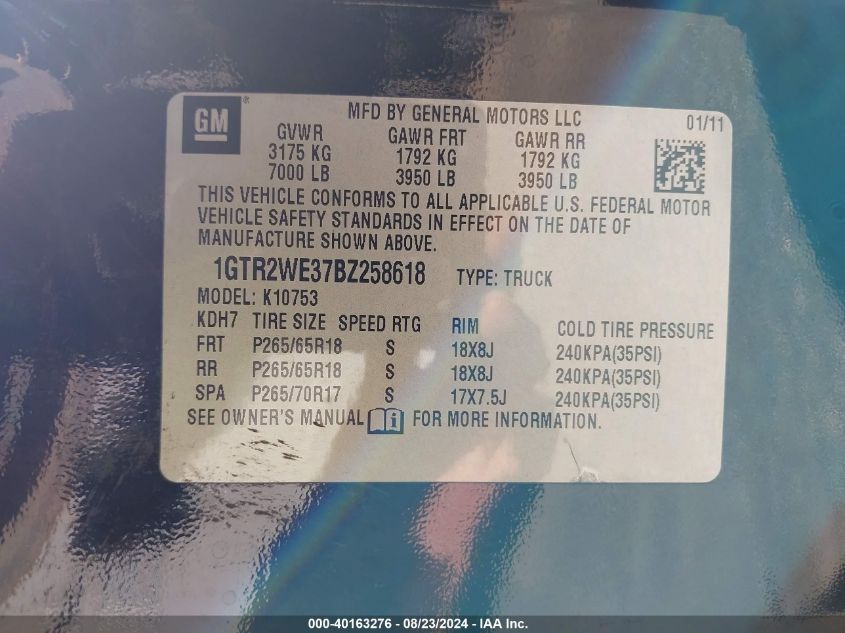 GM ® MFD BY GENERAL MOTORS LLC 01/11
GVWR GAWR FRT GAWR RR
3175 KG 1792 KG 1792 KG
7000 LB 3950 LB 3950 LB
THIS VEHICLE CONFORMS TO ALL APPLICABLE U.S. FEDERAL MOTOR
VEHICLE SAFETY STANDARDS IN EFFECT ON THE DATE OF
MANUFACTURE SHOWN ABOVE.
1GTR2WE37BZ258618 TYPE: TRUCK
MODEL: K10753
KDH7 TIRE SIZE SPEED RTG RIM COLD TIRE PRESSURE
FRT P265/65R18 S 18X8J 240KPA(35PSI)
RR P265/65R18 S 18X8J 240KPA(35PSI)
SPA P265/70R17 S 17X7.5J 240KPA(35PSI)
SEE OWNER'S MANUAL i FOR MORE INFORMATION.
000-40163276 - 08/23/2024 - IAA Inc.